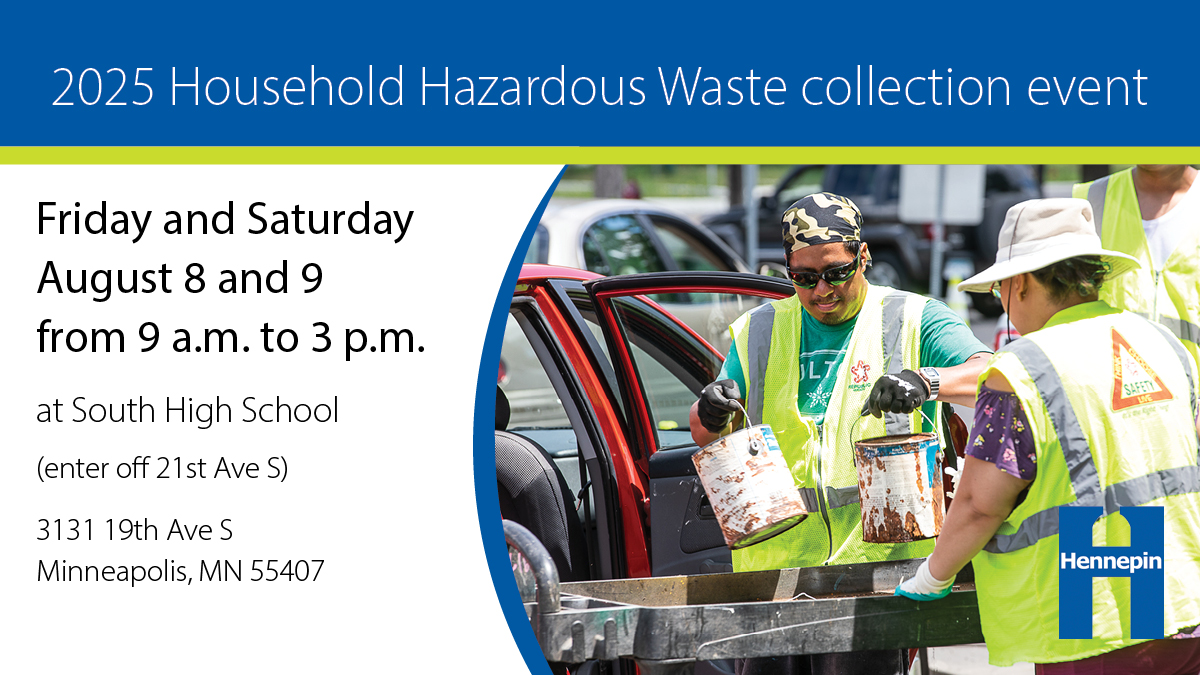 2025 Household Hazardous Waste collection event
Friday and Saturday
August 8 and 9
from 9 a.m. to 3 p.m.
at South High School
(enter off 21st Ave S)
3131 19th Ave S
Minneapolis, MN 55407
SAFETY
Hennepin